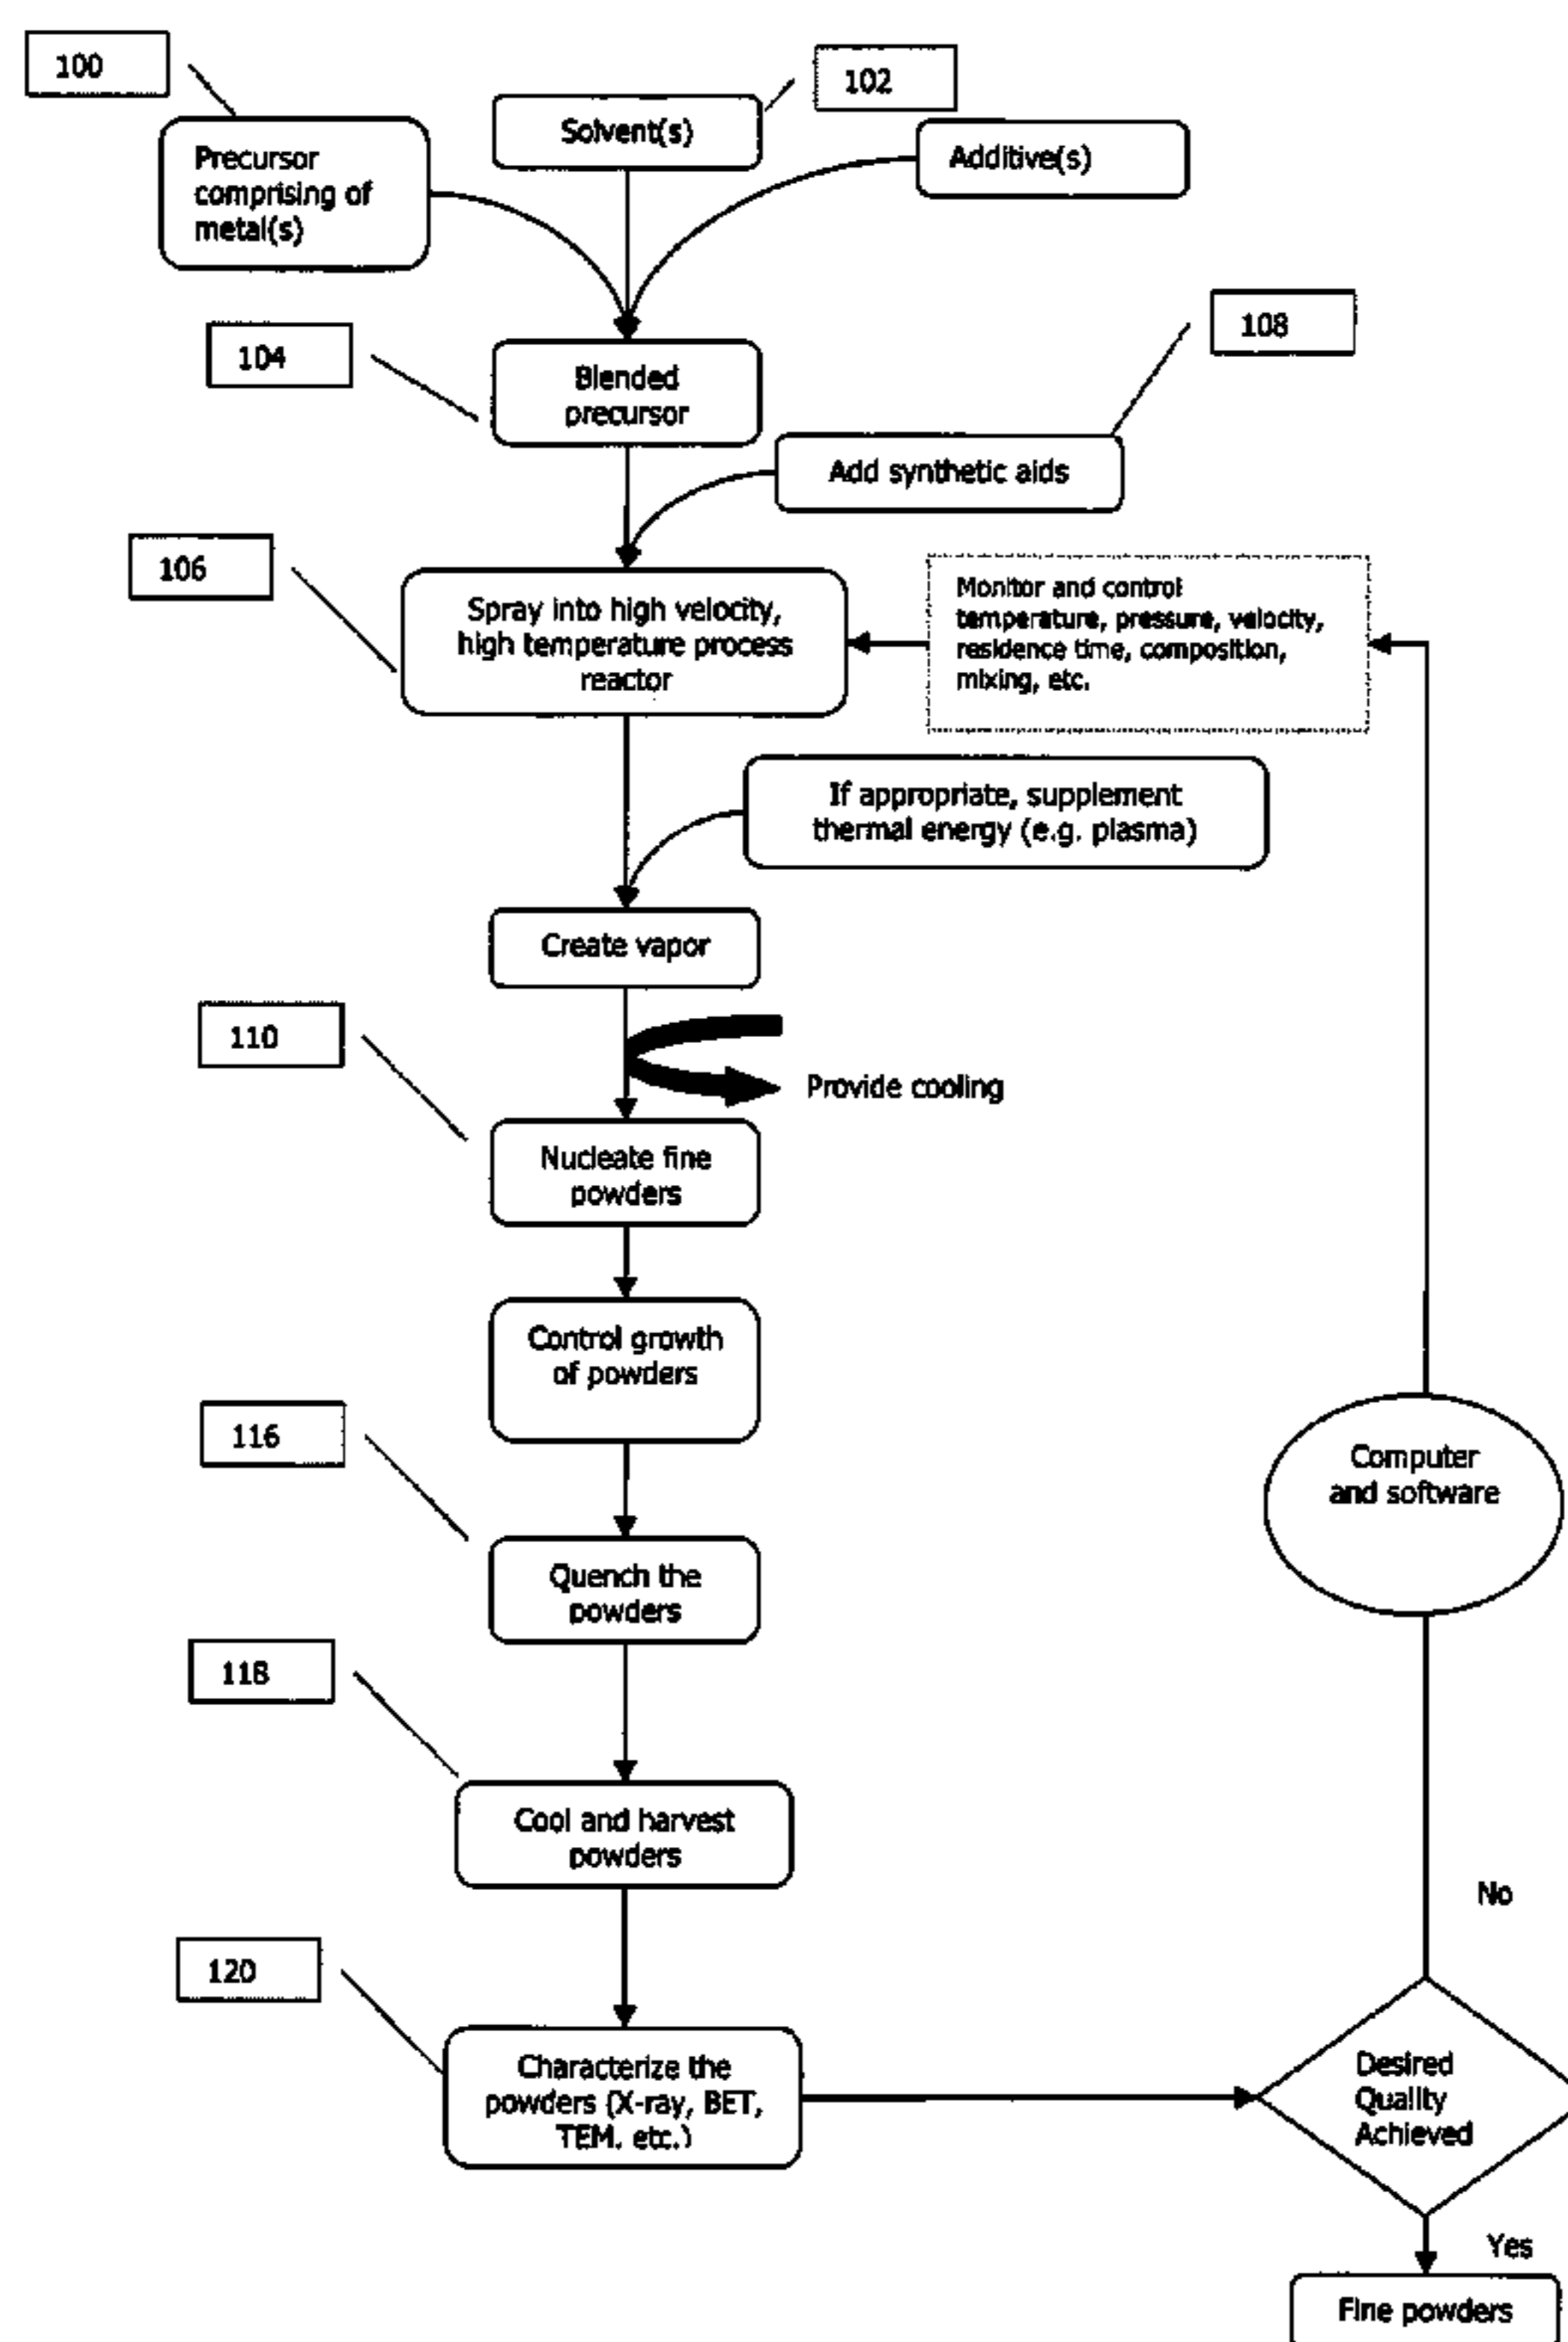 100
102
Solvent(s)
Precursor
comprising of
metal(s)
Additive(s)
104
108
Blended
precursor
Add synthetic aids
106
Spray into high velocity,
high temperature process
reactor
Monitor and control
temperature, pressure, velocity,
residence time, composition,
mixing, etc.
If appropriate, supplement
thermal energy (e.g. plasma)
Create vapor
110
Provide cooling
Nucleate fine
powders
Control growth
of powders
116
Computer
and software
Quench the
powders
118
Cool and harvest
powders
No
120
Characterize the
powders (X-ray, BET,
TEM. etc.)
Desired
Quality
Achieved
Yes
Fine powders